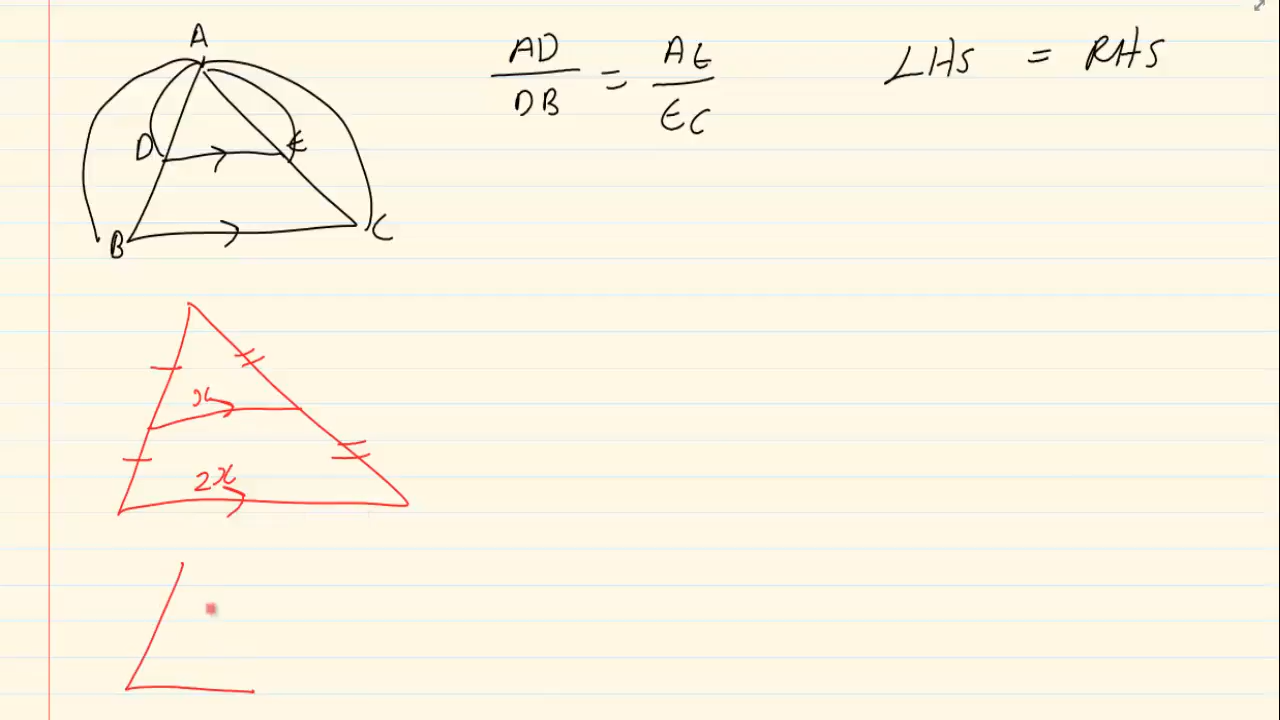 A
AD/DB = AE/EC
LHS = RHS
D E
B C
x
2x